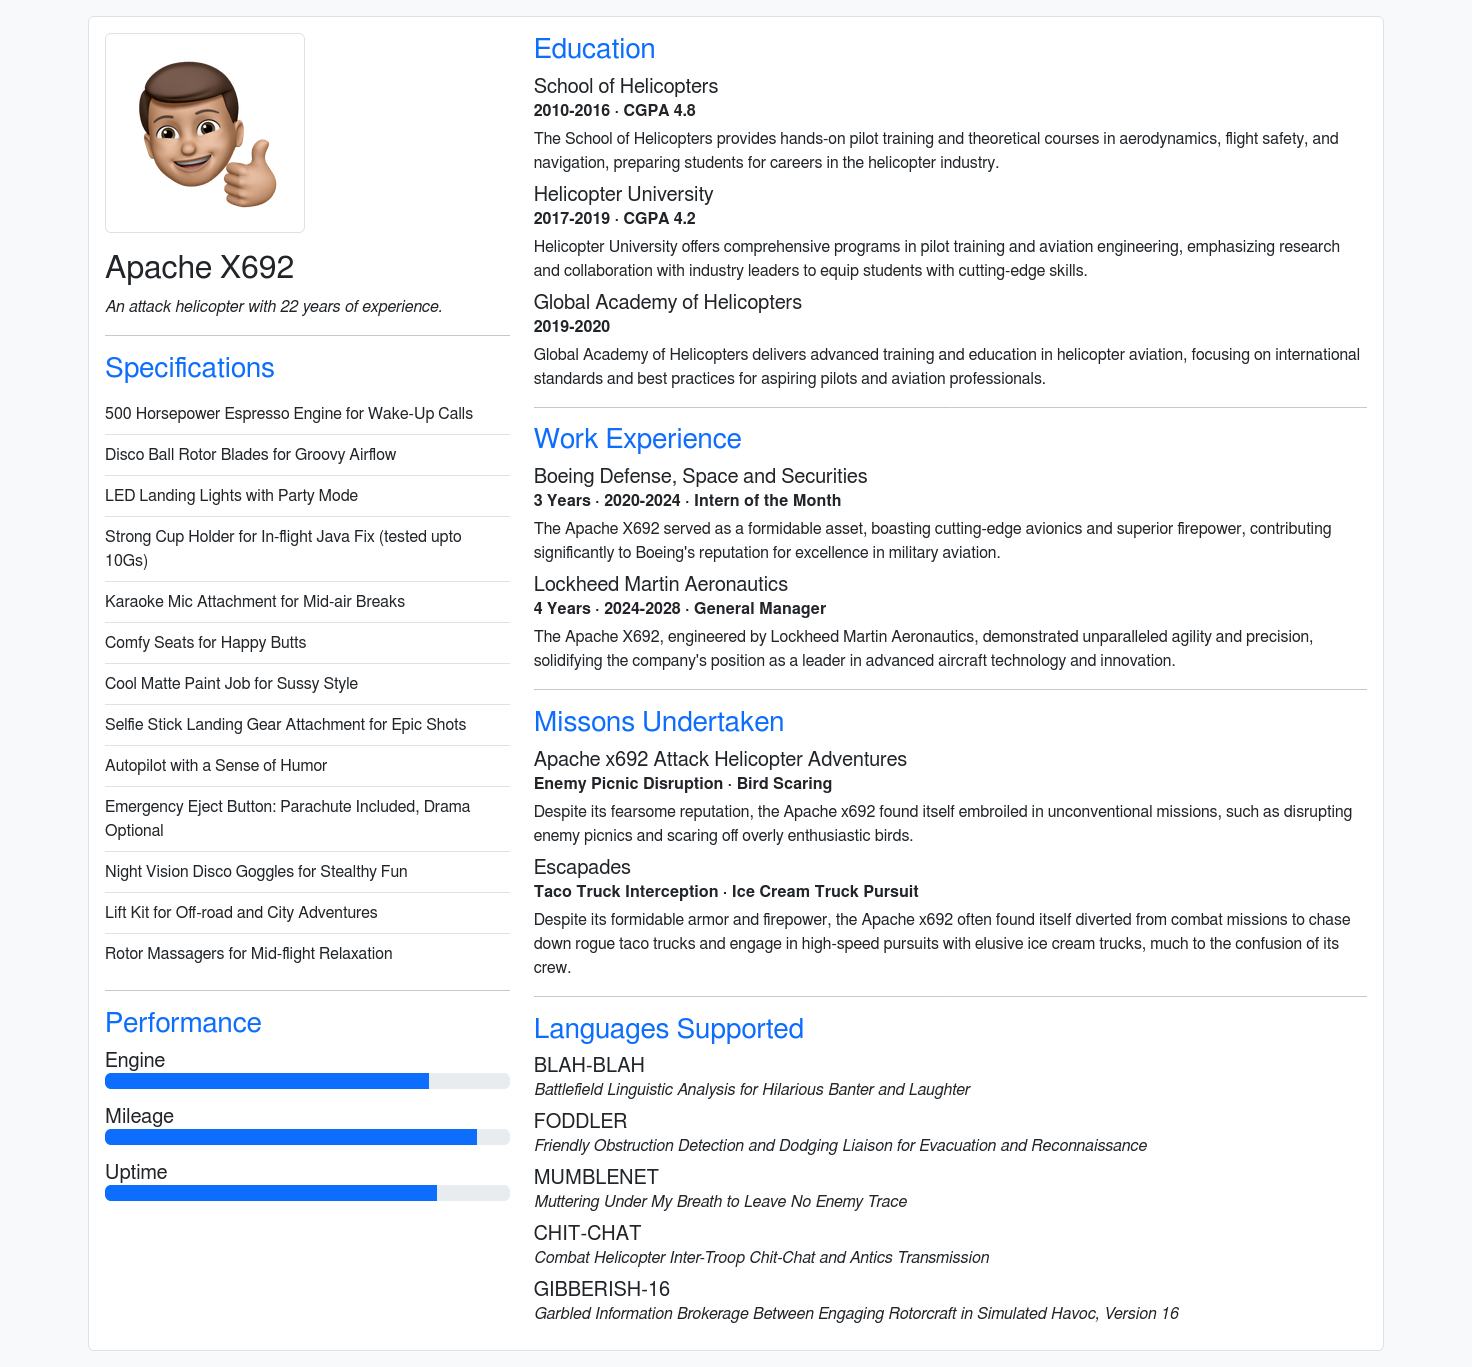 Apache X692
An attack helicopter with 22 years of experience.
Specifications
500 Horsepower Espresso Engine for Wake-Up Calls
Disco Ball Rotor Blades for Groovy Airflow
LED Landing Lights with Party Mode
Strong Cup Holder for In-flight Java Fix (tested upto
10Gs)
Karaoke Mic Attachment for Mid-air Breaks
Comfy Seats for Happy Butts
Cool Matte Paint Job for Sussy Style
Selfie Stick Landing Gear Attachment for Epic Shots
Autopilot with a Sense of Humor
Emergency Eject Button: Parachute Included, Drama
Optional
Night Vision Disco Goggles for Stealthy Fun
Lift Kit for Off-road and City Adventures
Rotor Massagers for Mid-flight Relaxation
Performance
Engine
Mileage
Uptime
Education
School of Helicopters
2010-2016 · CGPA 4.8
The School of Helicopters provides hands-on pilot training and theoretical courses in aerodynamics, flight safety, and
navigation, preparing students for careers in the helicopter industry.
Helicopter University
2017-2019 · CGPA 4.2
Helicopter University offers comprehensive programs in pilot training and aviation engineering, emphasizing research
and collaboration with industry leaders to equip students with cutting-edge skills.
Global Academy of Helicopters
2019-2020
Global Academy of Helicopters delivers advanced training and education in helicopter aviation, focusing on international
standards and best practices for aspiring pilots and aviation professionals.
Work Experience
Boeing Defense, Space and Securities
3 Years · 2020-2024 · Intern of the Month
The Apache X692 served as a formidable asset, boasting cutting-edge avionics and superior firepower, contributing
significantly to Boeing's reputation for excellence in military aviation.
Lockheed Martin Aeronautics
4 Years · 2024-2028 · General Manager
The Apache X692, engineered by Lockheed Martin Aeronautics, demonstrated unparalleled agility and precision,
solidifying the company's position as a leader in advanced aircraft technology and innovation.
Missons Undertaken
Apache x692 Attack Helicopter Adventures
Enemy Picnic Disruption · Bird Scaring
Despite its fearsome reputation, the Apache x692 found itself embroiled in unconventional missions, such as disrupting
enemy picnics and scaring off overly enthusiastic birds.
Escapades
Taco Truck Interception · Ice Cream Truck Pursuit
Despite its formidable armor and firepower, the Apache x692 often found itself diverted from combat missions to chase
down rogue taco trucks and engage in high-speed pursuits with elusive ice cream trucks, much to the confusion of its
crew.
Languages Supported
BLAH-BLAH
Battlefield Linguistic Analysis for Hilarious Banter and Laughter
FODDLER
Friendly Obstruction Detection and Dodging Liaison for Evacuation and Reconnaissance
MUMBLENET
Muttering Under My Breath to Leave No Enemy Trace
CHIT-CHAT
Combat Helicopter Inter-Troop Chit-Chat and Antics Transmission
GIBBERISH-16
Garbled Information Brokerage Between Engaging Rotorcraft in Simulated Havoc, Version 16